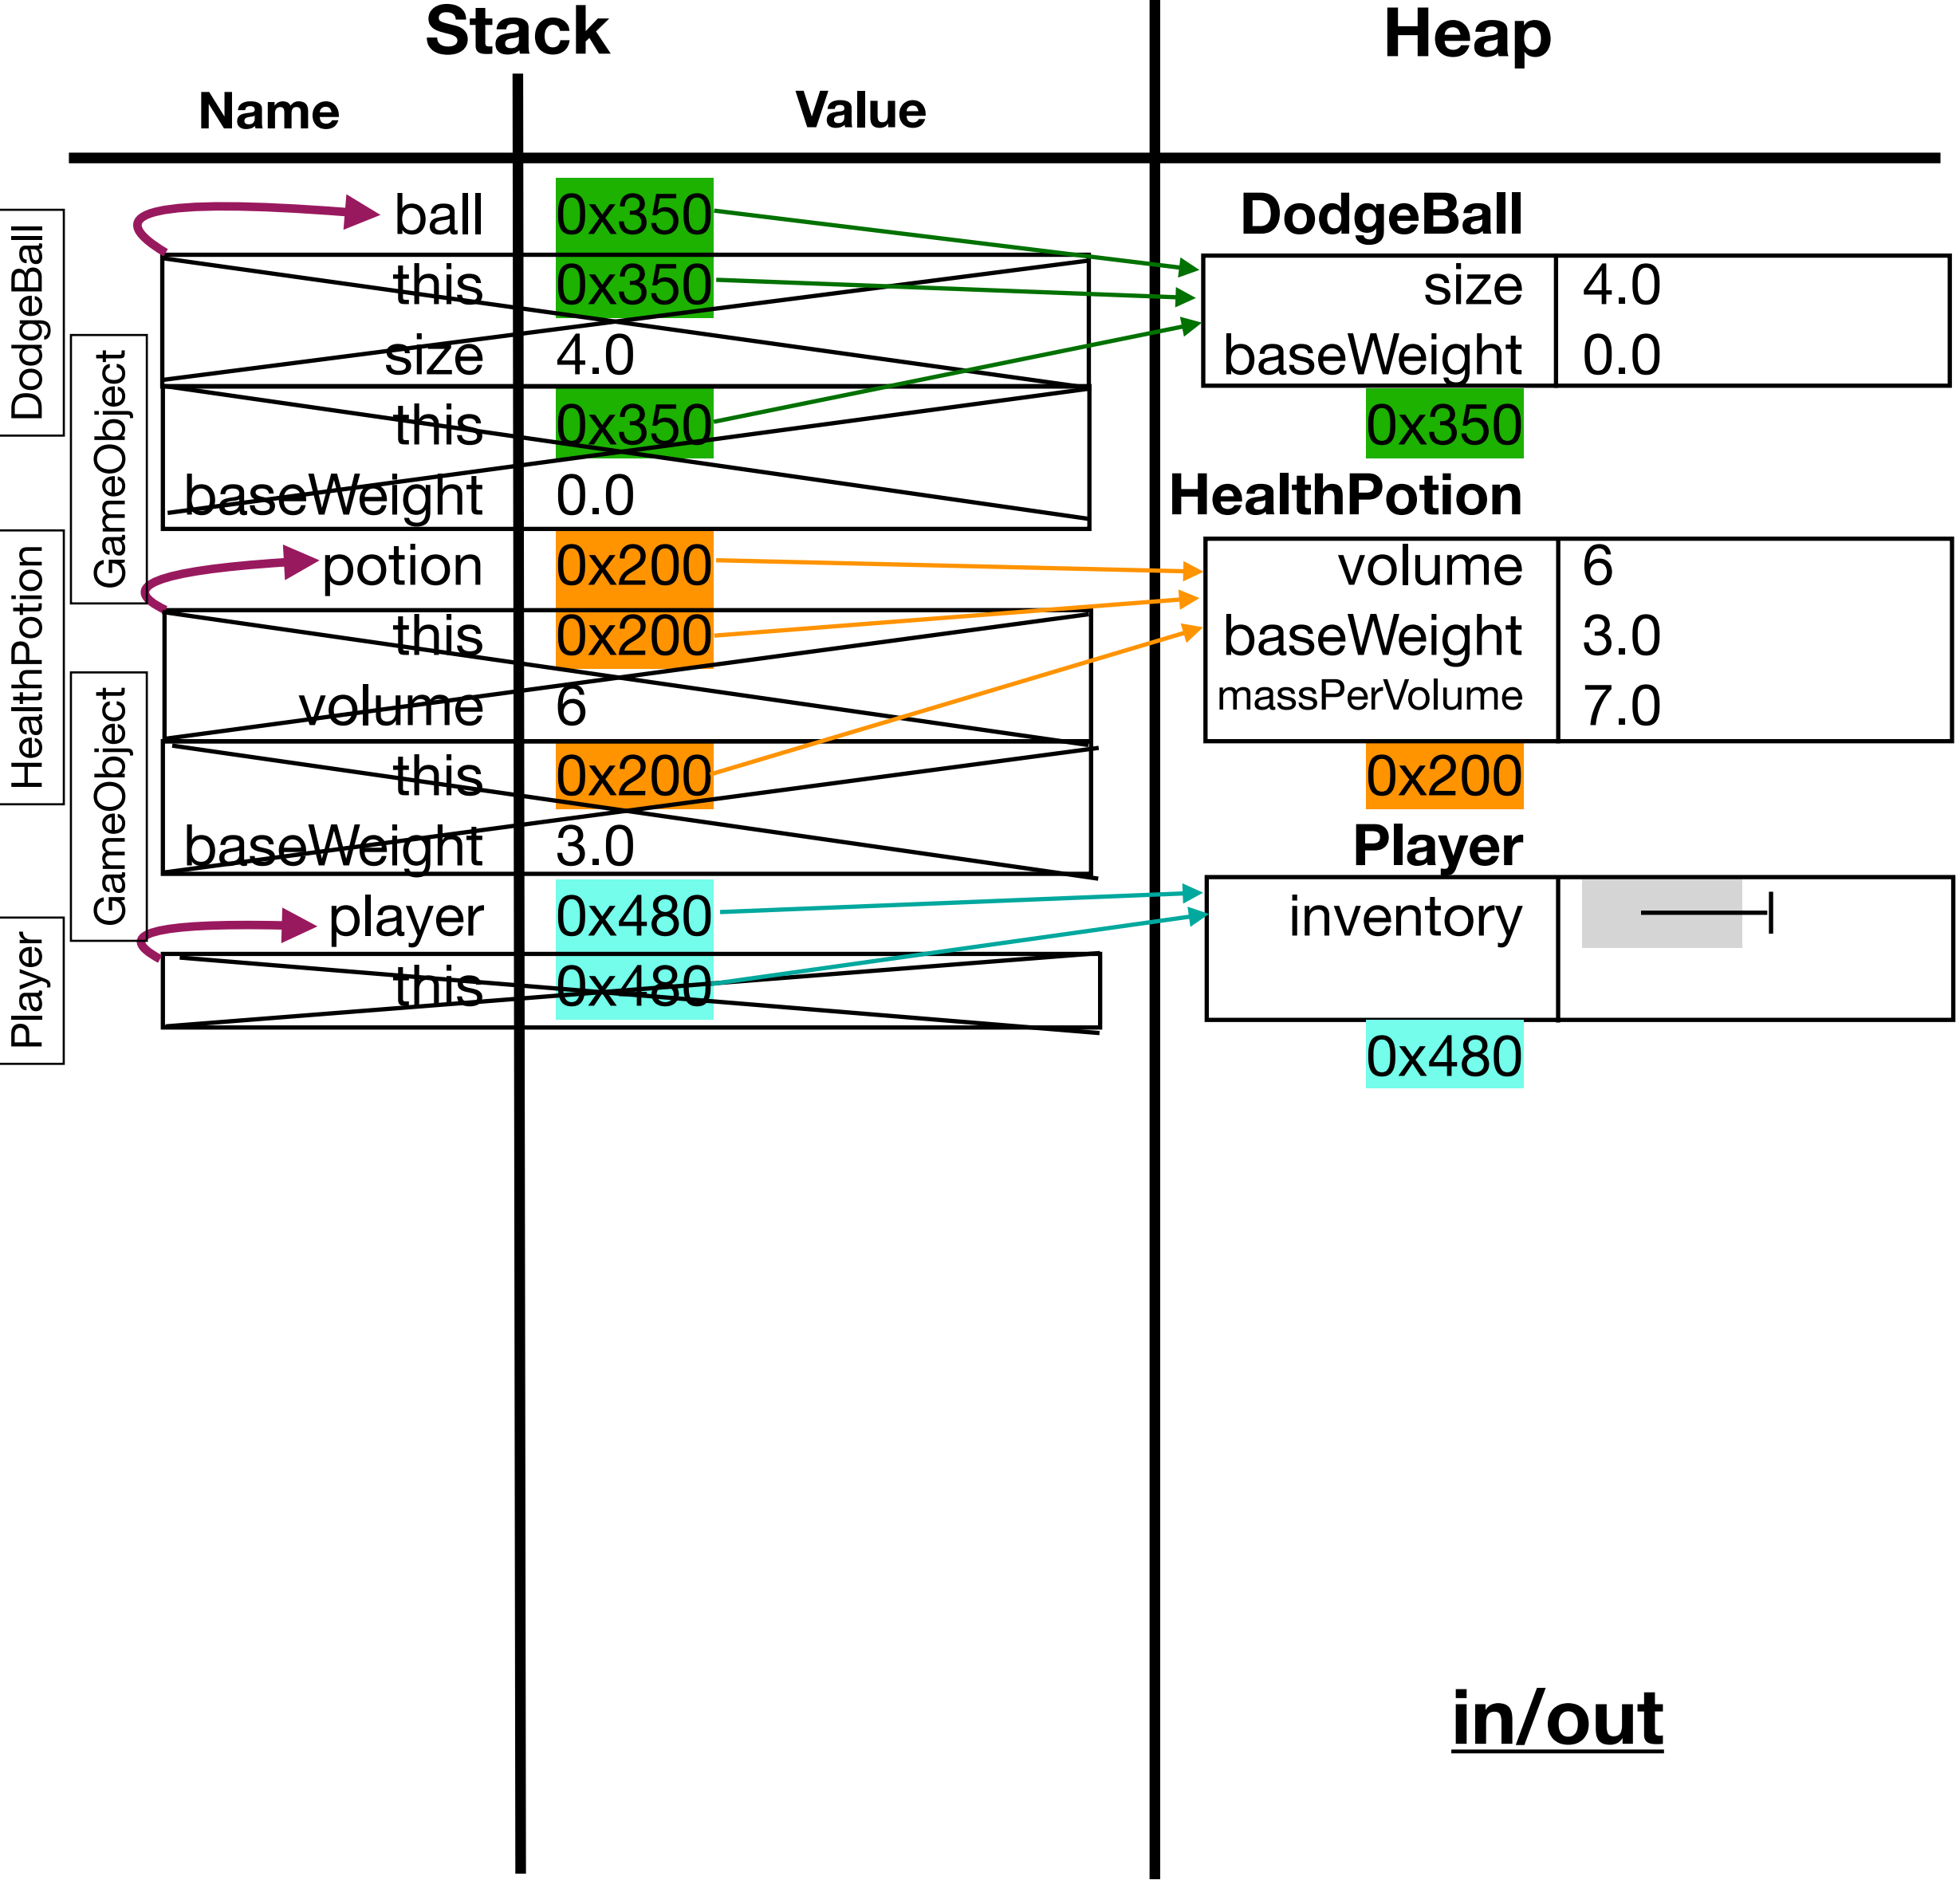 Stack
Heap
Name
Value
ball 0x350
this 0x350
size 4.0
this 0x350
baseWeight 0.0
potion 0x200
this 0x200
volume 6
this 0x200
baseWeight 3.0
player 0x480
this 0x480
DodgeBall
GameObject
HealthPotion
GameObject
Player
DodgeBall
size 4.0
baseWeight 0.0
0x350
HealthPotion
volume 6
baseWeight 3.0
massPerVolume 7.0
0x200
Player
inventory
0x480
in/out